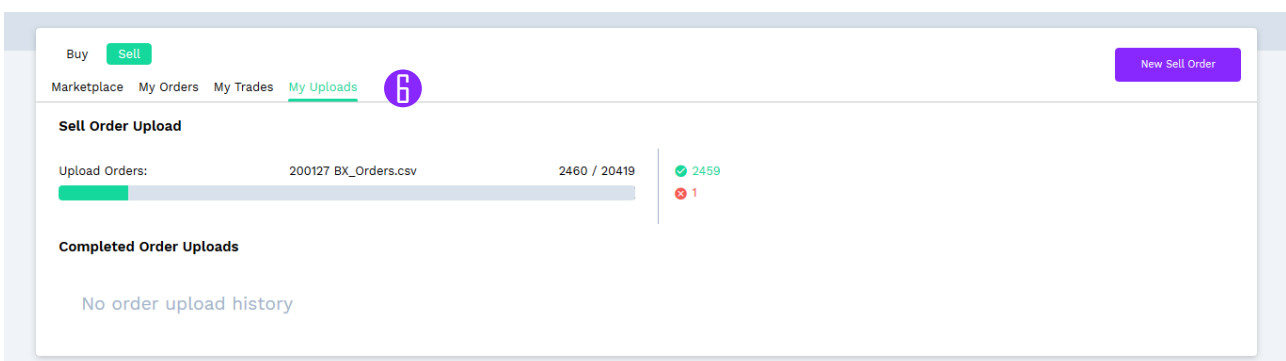 Buy Sell
New Sell Order
Marketplace My Orders My Trades My Uploads 6
Sell Order Upload
Upload Orders: 200127 BX_Orders.csv 2460 / 20419 2459
1
Completed Order Uploads
No order upload history